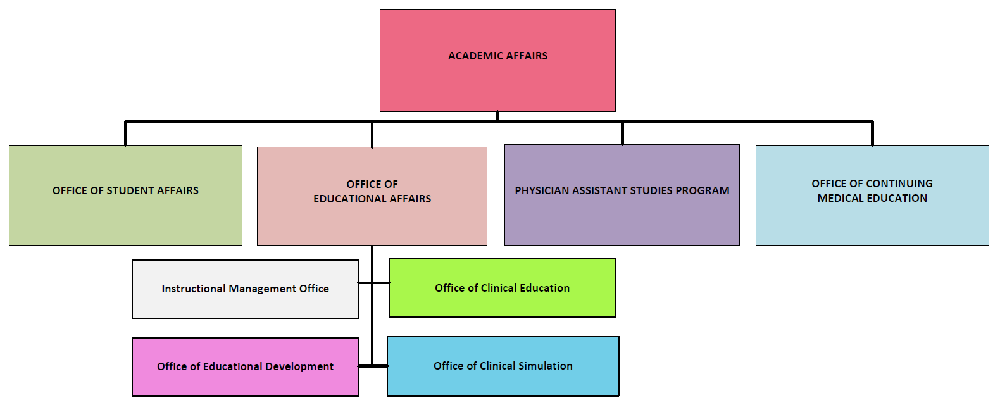 ACADEMIC AFFAIRS
OFFICE OF STUDENT AFFAIRS
OFFICE OF
EDUCATIONAL AFFAIRS
PHYSICIAN ASSISTANT STUDIES PROGRAM
OFFICE OF CONTINUING
MEDICAL EDUCATION
Instructional Management Office
Office of Clinical Education
Office of Educational Development
Office of Clinical Simulation